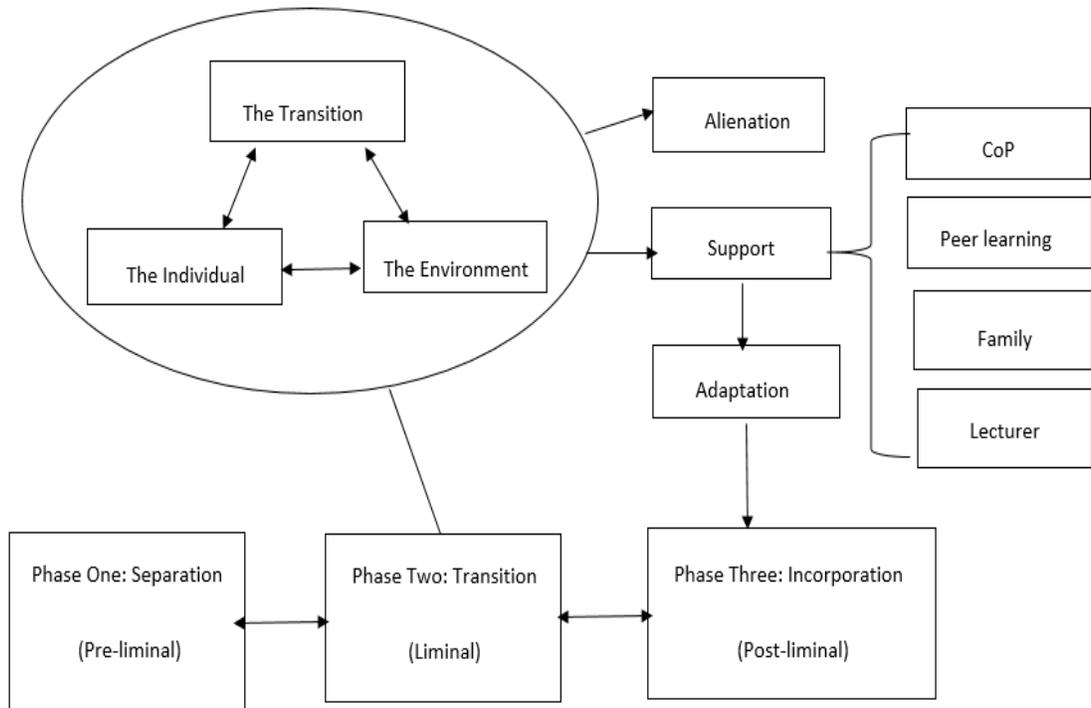 The Transition
Alienation
CoP
Peer learning
The Individual
The Environment
Support
Family
Adaptation
Lecturer
Phase One: Separation
(Pre-liminal)
Phase Two: Transition
(Liminal)
Phase Three: Incorporation
(Post-liminal)